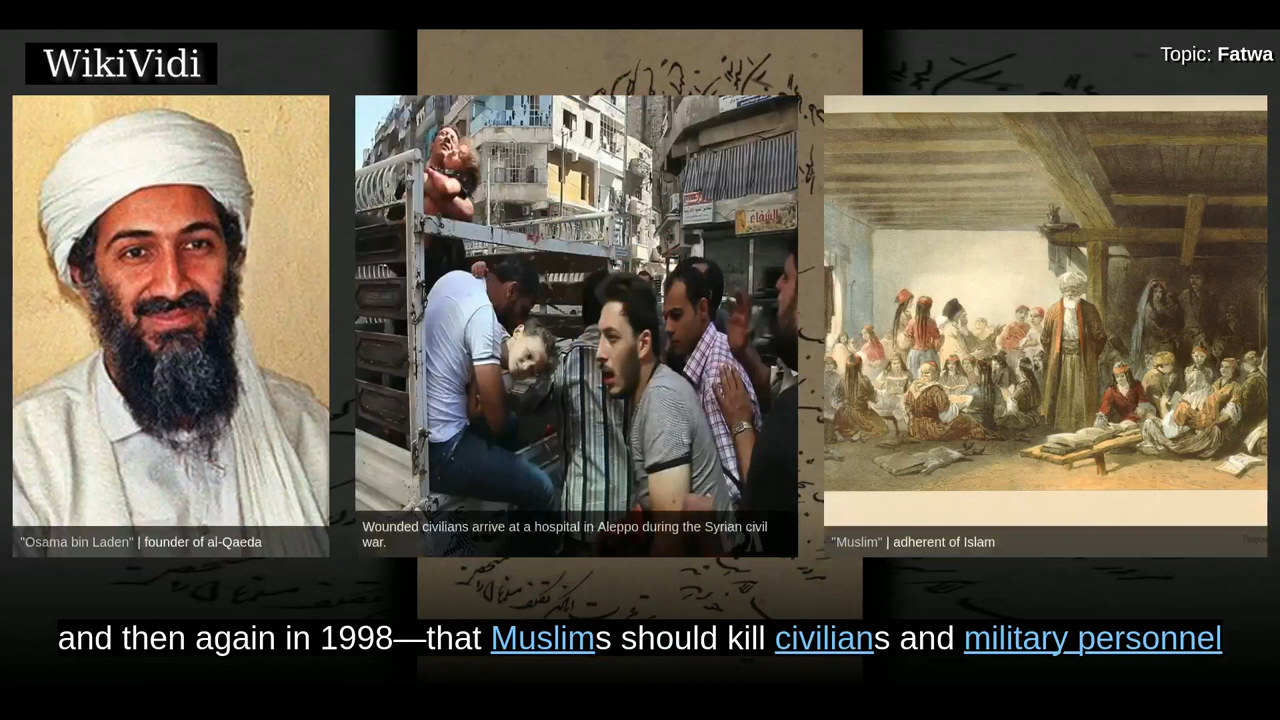 WikiVidi
Topic: Fatwa
الشفاء
"Osama bin Laden" | founder of al-Qaeda
Wounded civilians arrive at a hospital in Aleppo during the Syrian civil
war.
"Muslim" | adherent of Islam
and then again in 1998—that Muslims should kill civilians and military personnel